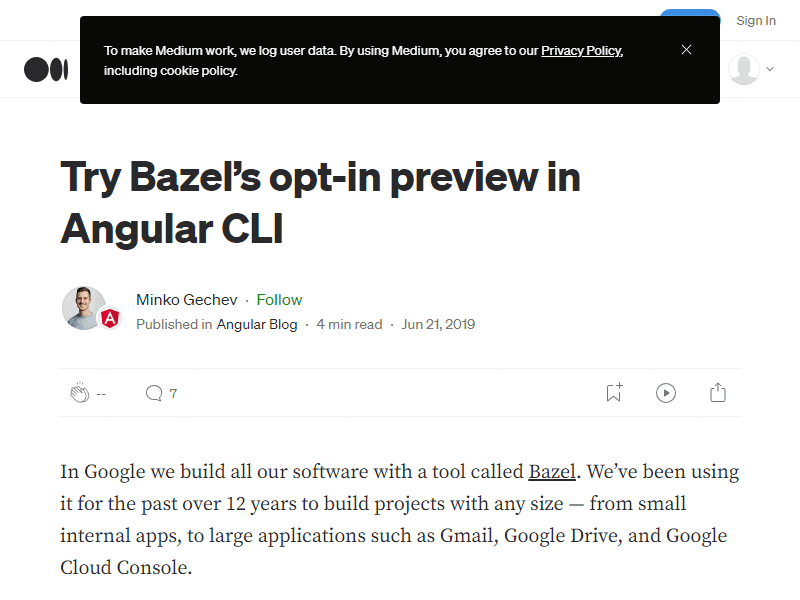 Sign In
To make Medium work, we log user data. By using Medium, you agree to our Privacy Policy,
including cookie policy.
Try Bazel’s opt-in preview in
Angular CLI
Minko Gechev · Follow
Published in Angular Blog · 4 min read · Jun 21, 2019
-- 7
In Google we build all our software with a tool called Bazel. We’ve been using
it for the past over 12 years to build projects with any size — from small
internal apps, to large applications such as Gmail, Google Drive, and Google
Cloud Console.